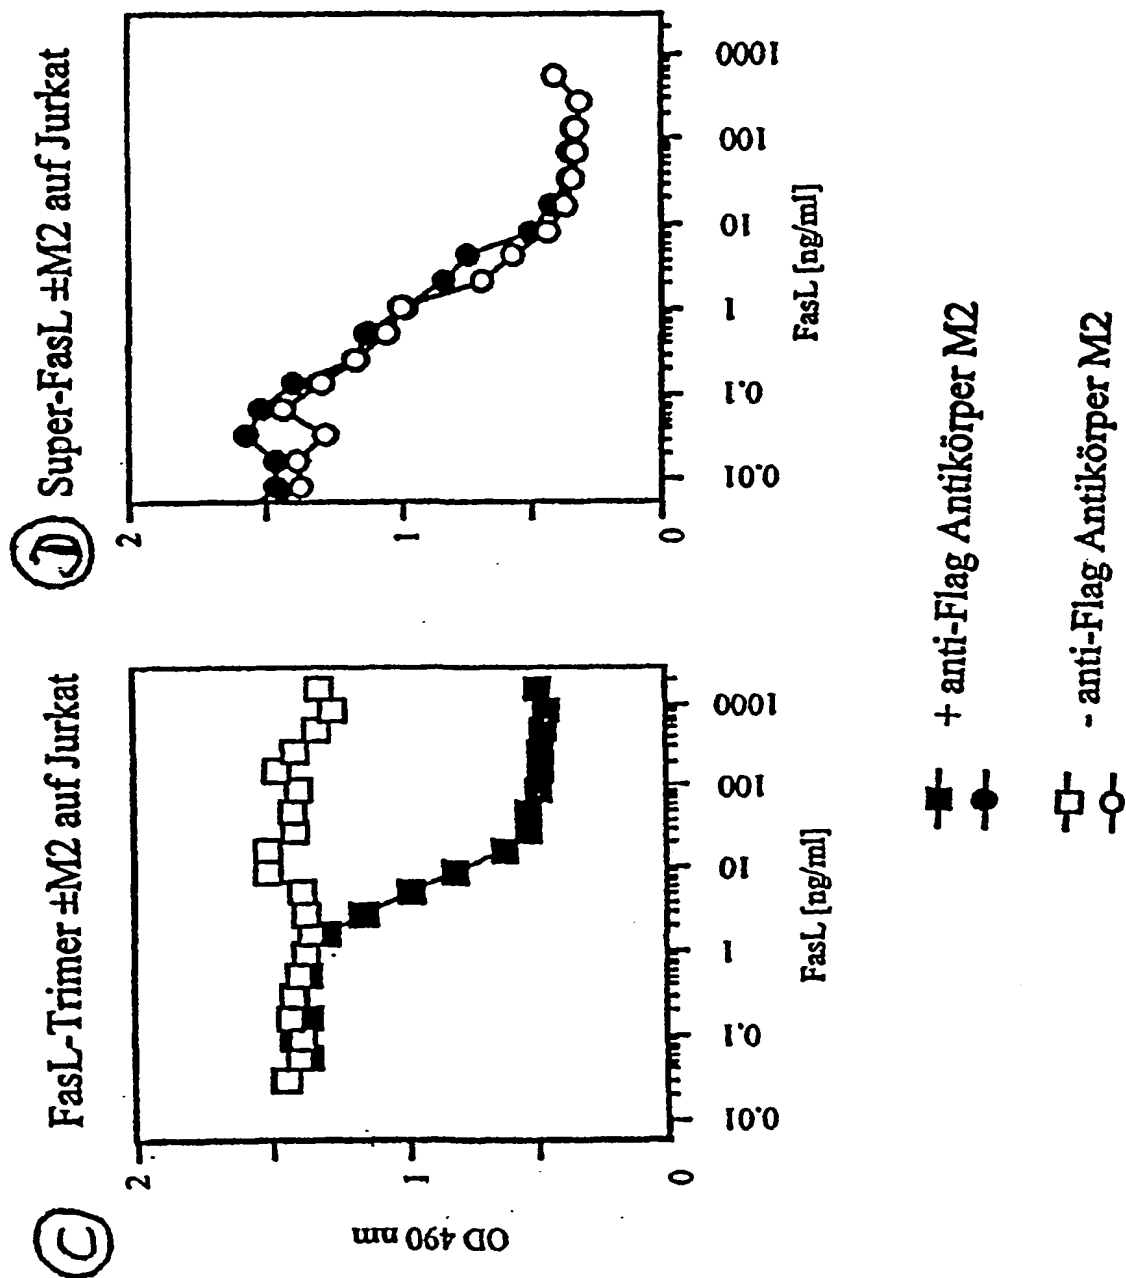 C
FasL-Trimer ±M2 auf Jurkat
OD 490 nm
2
1
0
0.01
0.1
1
10
100
1000
FasL [ng/ml]
D
Super-FasL ±M2 auf Jurkat
2
1
0
0.01
0.1
1
10
100
1000
FasL [ng/ml]
+ anti-Flag Antikörper M2
- anti-Flag Antikörper M2